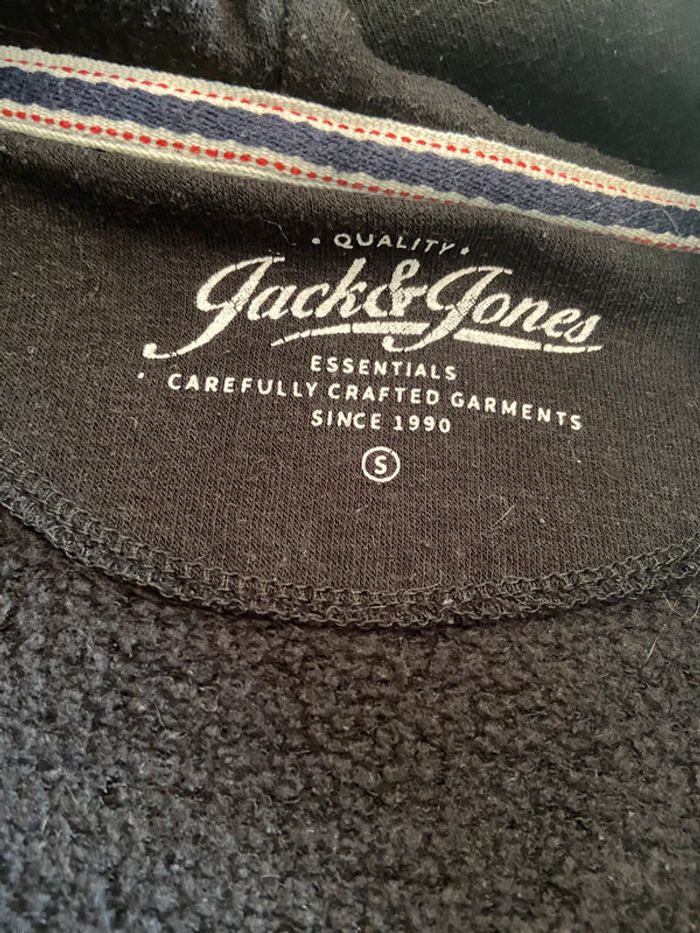 • QUALITY •
Jack&Jones
ESSENTIALS
• CAREFULLY CRAFTED GARMENTS
SINCE 1990
S